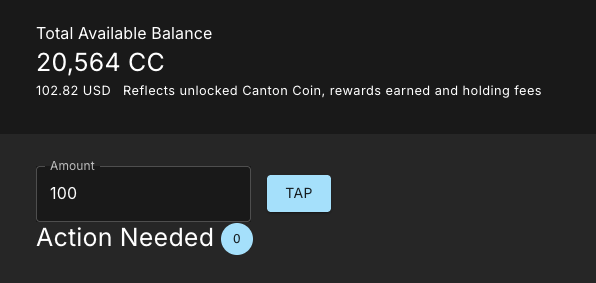 Total Available Balance
20,564 CC
102.82 USD Reflects unlocked Canton Coin, rewards earned and holding fees
Amount
100
TAP
Action Needed 0